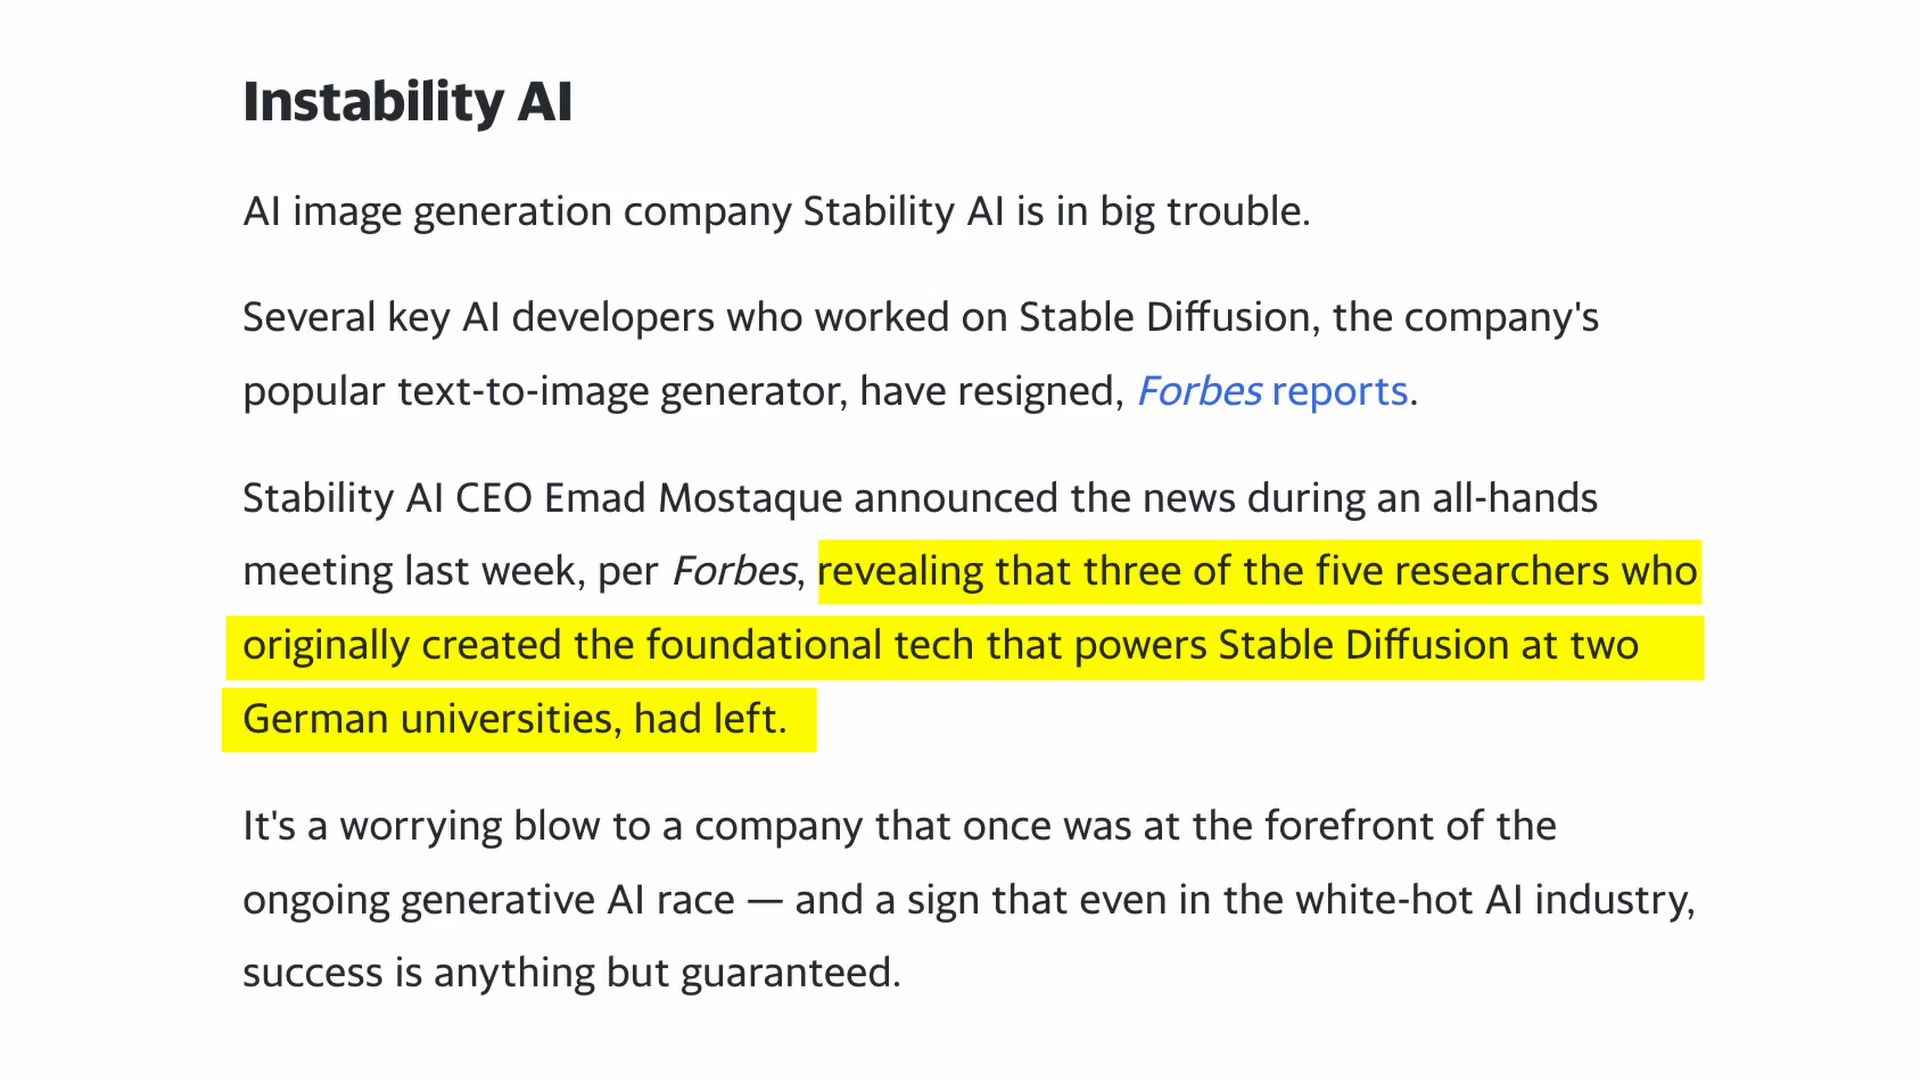 Instability AI
AI image generation company Stability AI is in big trouble.
Several key AI developers who worked on Stable Diffusion, the company's
popular text-to-image generator, have resigned, Forbes reports.
Stability AI CEO Emad Mostaque announced the news during an all-hands
meeting last week, per Forbes, revealing that three of the five researchers who
originally created the foundational tech that powers Stable Diffusion at two
German universities, had left.
It's a worrying blow to a company that once was at the forefront of the
ongoing generative AI race — and a sign that even in the white-hot AI industry,
success is anything but guaranteed.